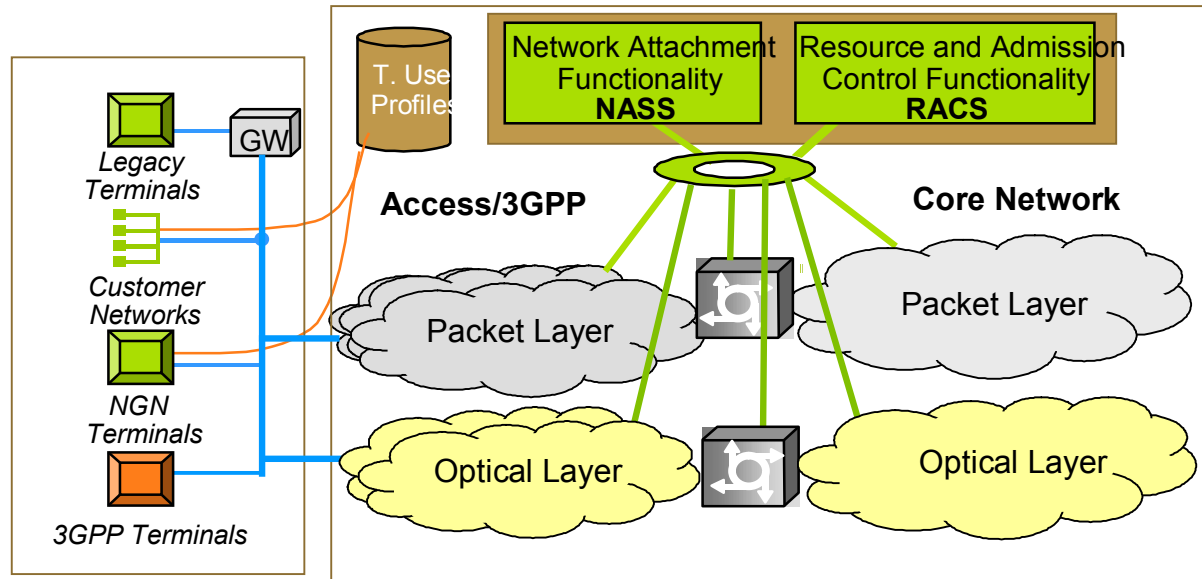 Network Attachment
Functionality
NASS
Resource and Admission
Control Functionality
RACS
T. Use
Profiles
GW
Legacy
Terminals
Access/3GPP
Core Network
Customer
Networks
Packet Layer
Packet Layer
NGN
Terminals
Optical Layer
Optical Layer
3GPP Terminals